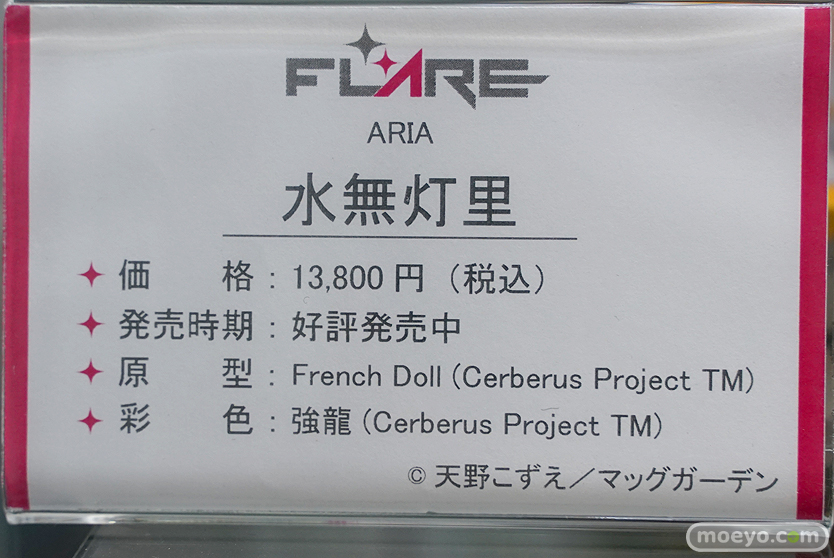 FLARE
ARIA
水無灯里
価　　格：13,800 円（税込）
発売時期：好評発売中
原　　型：French Doll (Cerberus Project TM)
彩　　色：強龍 (Cerberus Project TM)
© 天野こずえ／マッグガーデン
moeyo.com